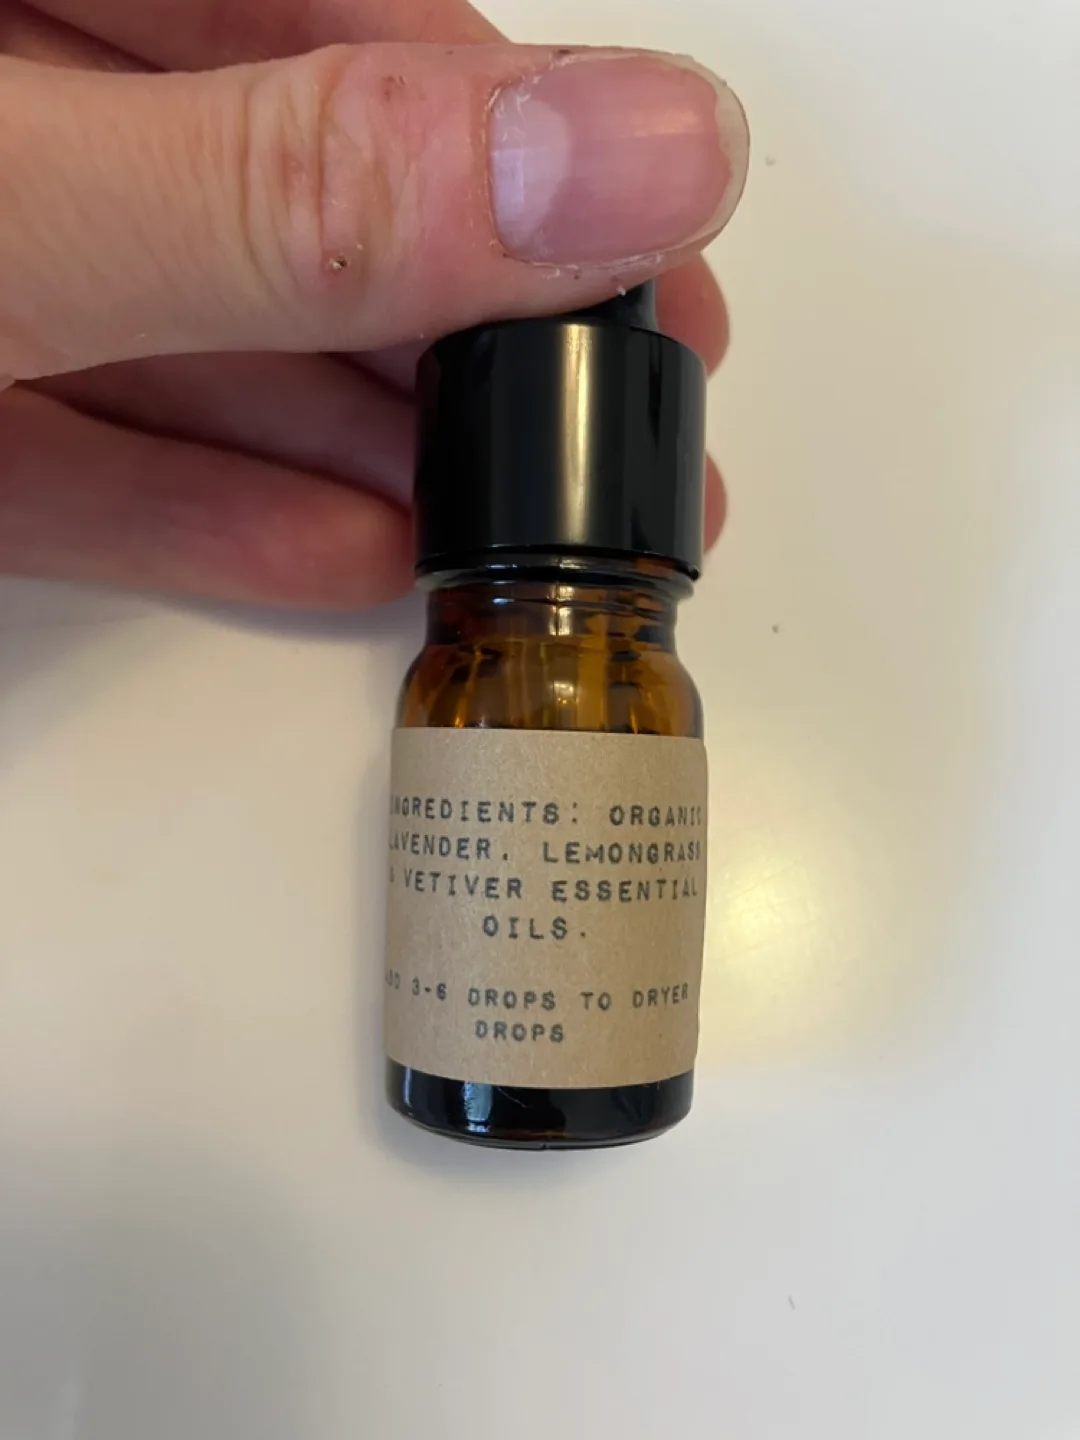 INGREDIENTS: ORGANIC
LAVENDER, LEMONGRASS
& VETIVER ESSENTIAL
OILS.
ADD 3-6 DROPS TO DRYER
DROPS